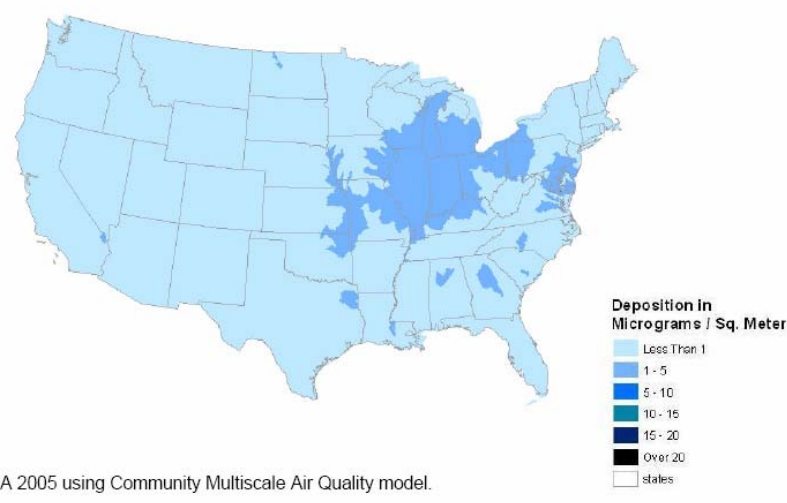 Deposition in
Micrograms / Sq. Meter
Less Than 1
1 - 5
5 - 10
10 - 15
15 - 20
Over 20
states
A 2005 using Community Multiscale Air Quality model.